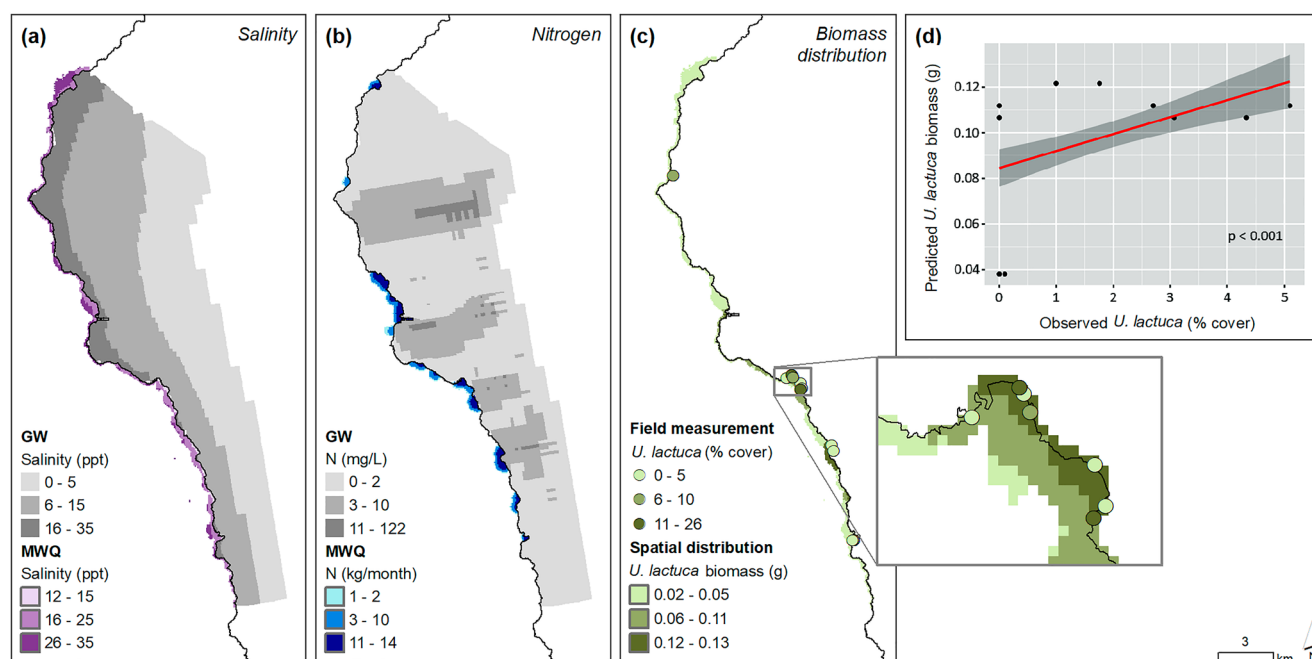 (a)
Salinity
GW
Salinity (ppt)
0 - 5
6 - 15
16 - 35
MWQ
Salinity (ppt)
12 - 15
16 - 25
26 - 35
(b)
Nitrogen
GW
N (mg/L)
0 - 2
3 - 10
11 - 122
MWQ
N (kg/month)
1 - 2
3 - 10
11 - 14
(c)
Biomass
distribution
Field measurement
U. lactuca (% cover)
0 - 5
6 - 10
11 - 26
Spatial distribution
U. lactuca biomass (g)
0.02 - 0.05
0.06 - 0.11
0.12 - 0.13
(d)
Predicted U. lactuca biomass (g)
0.12
0.10
0.08
0.06
0.04
p < 0.001
0 1 2 3 4 5
Observed U. lactuca (% cover)
3
km